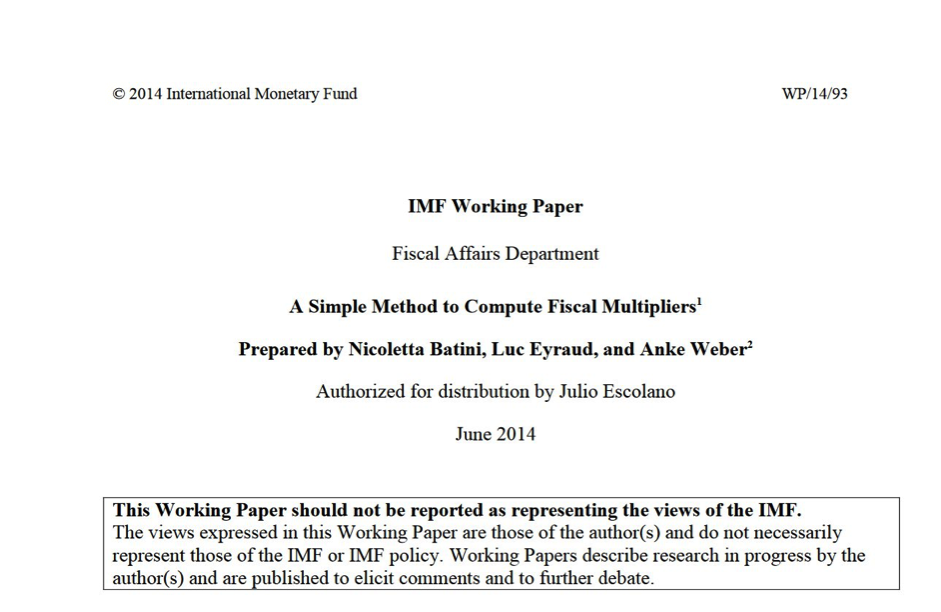 © 2014 International Monetary Fund WP/14/93
IMF Working Paper
Fiscal Affairs Department
A Simple Method to Compute Fiscal Multipliers¹
Prepared by Nicoletta Batini, Luc Eyraud, and Anke Weber²
Authorized for distribution by Julio Escolano
June 2014
This Working Paper should not be reported as representing the views of the IMF.
The views expressed in this Working Paper are those of the author(s) and do not necessarily
represent those of the IMF or IMF policy. Working Papers describe research in progress by the
author(s) and are published to elicit comments and to further debate.